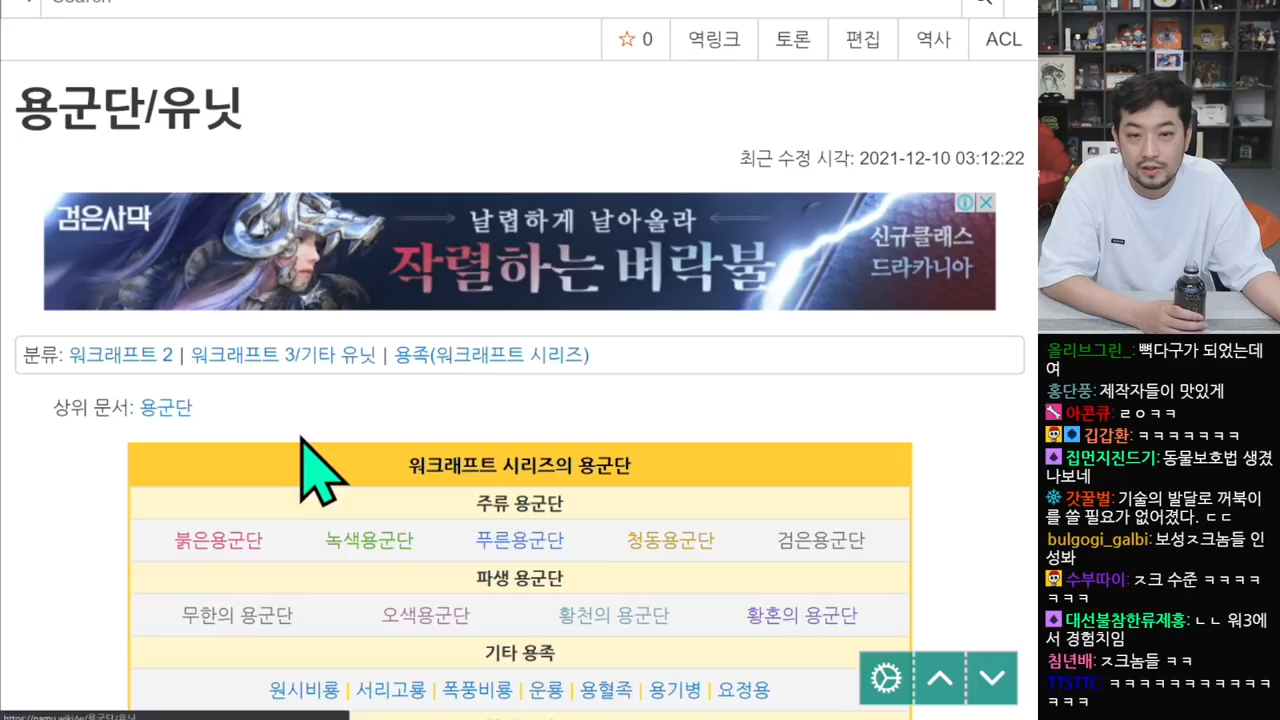 ☆ 0 역링크 토론 편집 역사 ACL
용군단/유닛
최근 수정 시각: 2021-12-10 03:12:22
검은사막
날렵하게 날아올라
작렬하는 벼락불
신규클래스
드라카니아
분류: 워크래프트 2 | 워크래프트 3/기타 유닛 | 용족(워크래프트 시리즈)
상위 문서: 용군단
워크래프트 시리즈의 용군단
주류 용군단
붉은용군단 녹색용군단 푸른용군단 청동용군단 검은용군단
파생 용군단
무한의 용군단 오색용군단 황천의 용군단 황혼의 용군단
기타 용족
원시비룡 | 서리고룡 | 폭풍비룡 | 운룡 | 용혈족 | 용기병 | 요정용
https://namu.wiki/w/용군단/유닛
올리브그린_: 뼉다구가 되었는데
여
홍단풍: 제작자들이 맛있게
아콘큐: ㄹㅇㅋㅋ
김갑환: ㅋㅋㅋㅋㅋㅋㅋ
집먼지진드기: 동물보호법 생겼
나보네
갓꿀벌: 기술의 발달로 꺼북이
를 쓸 필요가 없어졌다. ㄷㄷ
bulgogi_galbi: 보성ㅈ크놈들 인
성봐
수부따이: ㅈ크 수준 ㅋㅋㅋㅋ
ㅋㅋㅋㅋ
대선불참한류제홍: ㄴㄴ 워3에
서 경험치임
침년배: ㅈ크놈들 ㅋㅋ
TTSTTC: ㅋㅋㅋㅋㅋㅋㅋㅋㅋㅋㅋ
ㅋㅋㅋ